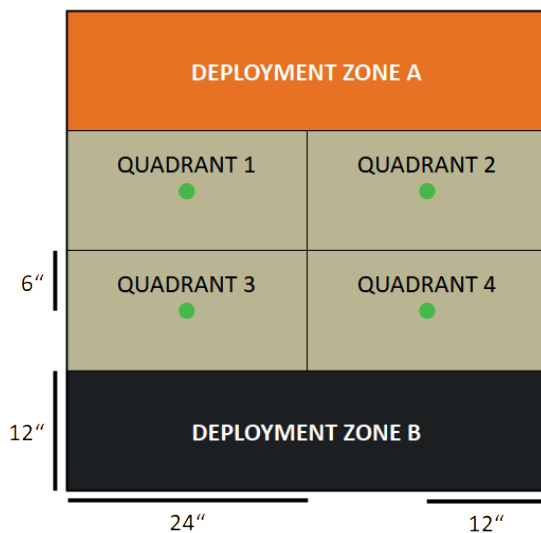 DEPLOYMENT ZONE A
QUADRANT 1
QUADRANT 2
6“
QUADRANT 3
QUADRANT 4
12“
DEPLOYMENT ZONE B
24“
12“